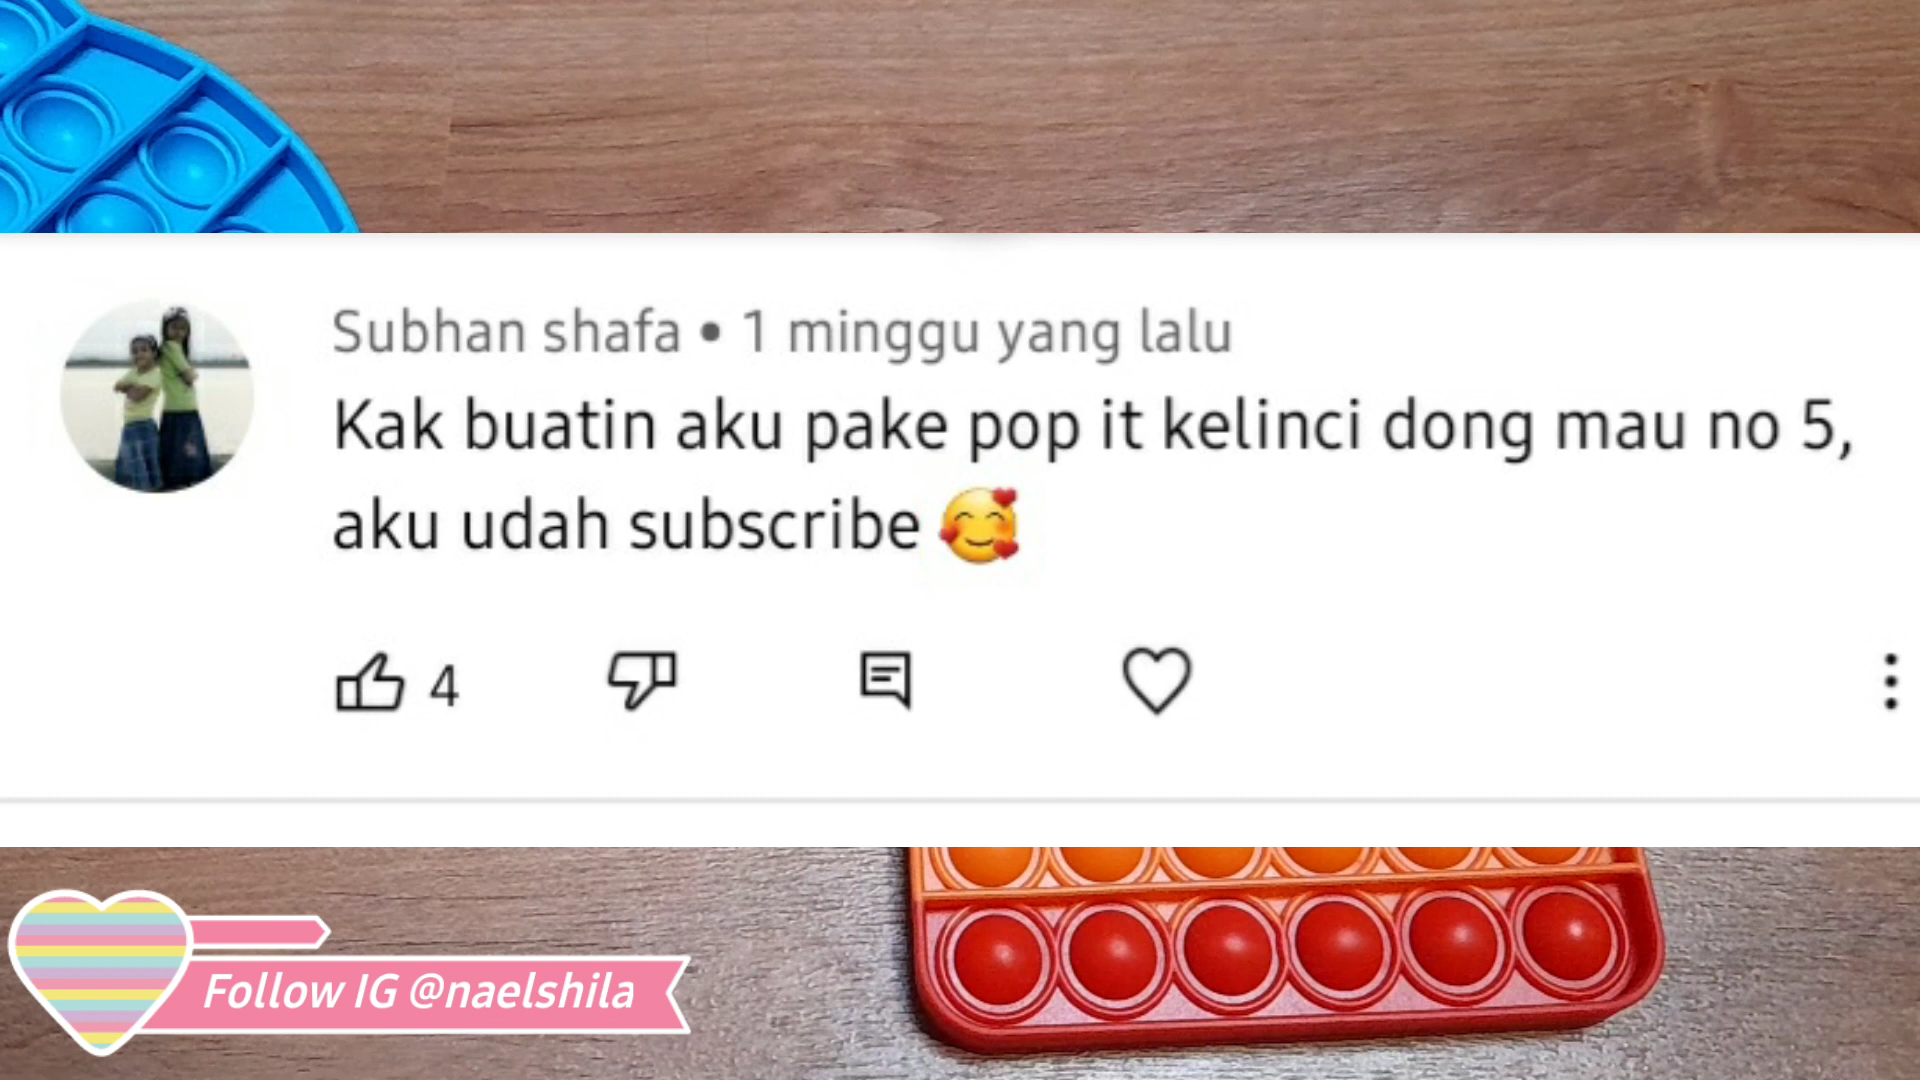 Subhan shafa • 1 minggu yang lalu
Kak buatin aku pake pop it kelinci dong mau no 5,
aku udah subscribe 🥰
4
Follow IG @naelshila